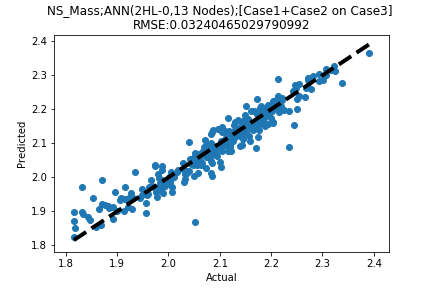 NS_Mass;ANN(2HL-0,13 Nodes);[Case1+Case2 on Case3]
RMSE:0.03240465029790992
2.4
2.3
2.2
2.1
2.0
1.9
1.8
Predicted
1.8 1.9 2.0 2.1 2.2 2.3 2.4
Actual